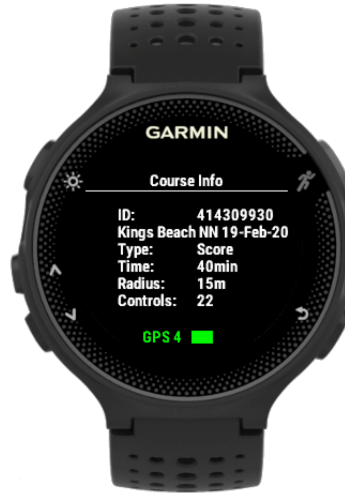 GARMIN
Course Info
ID: 414309930
Kings Beach NN 19-Feb-20
Type: Score
Time: 40min
Radius: 15m
Controls: 22
GPS 4